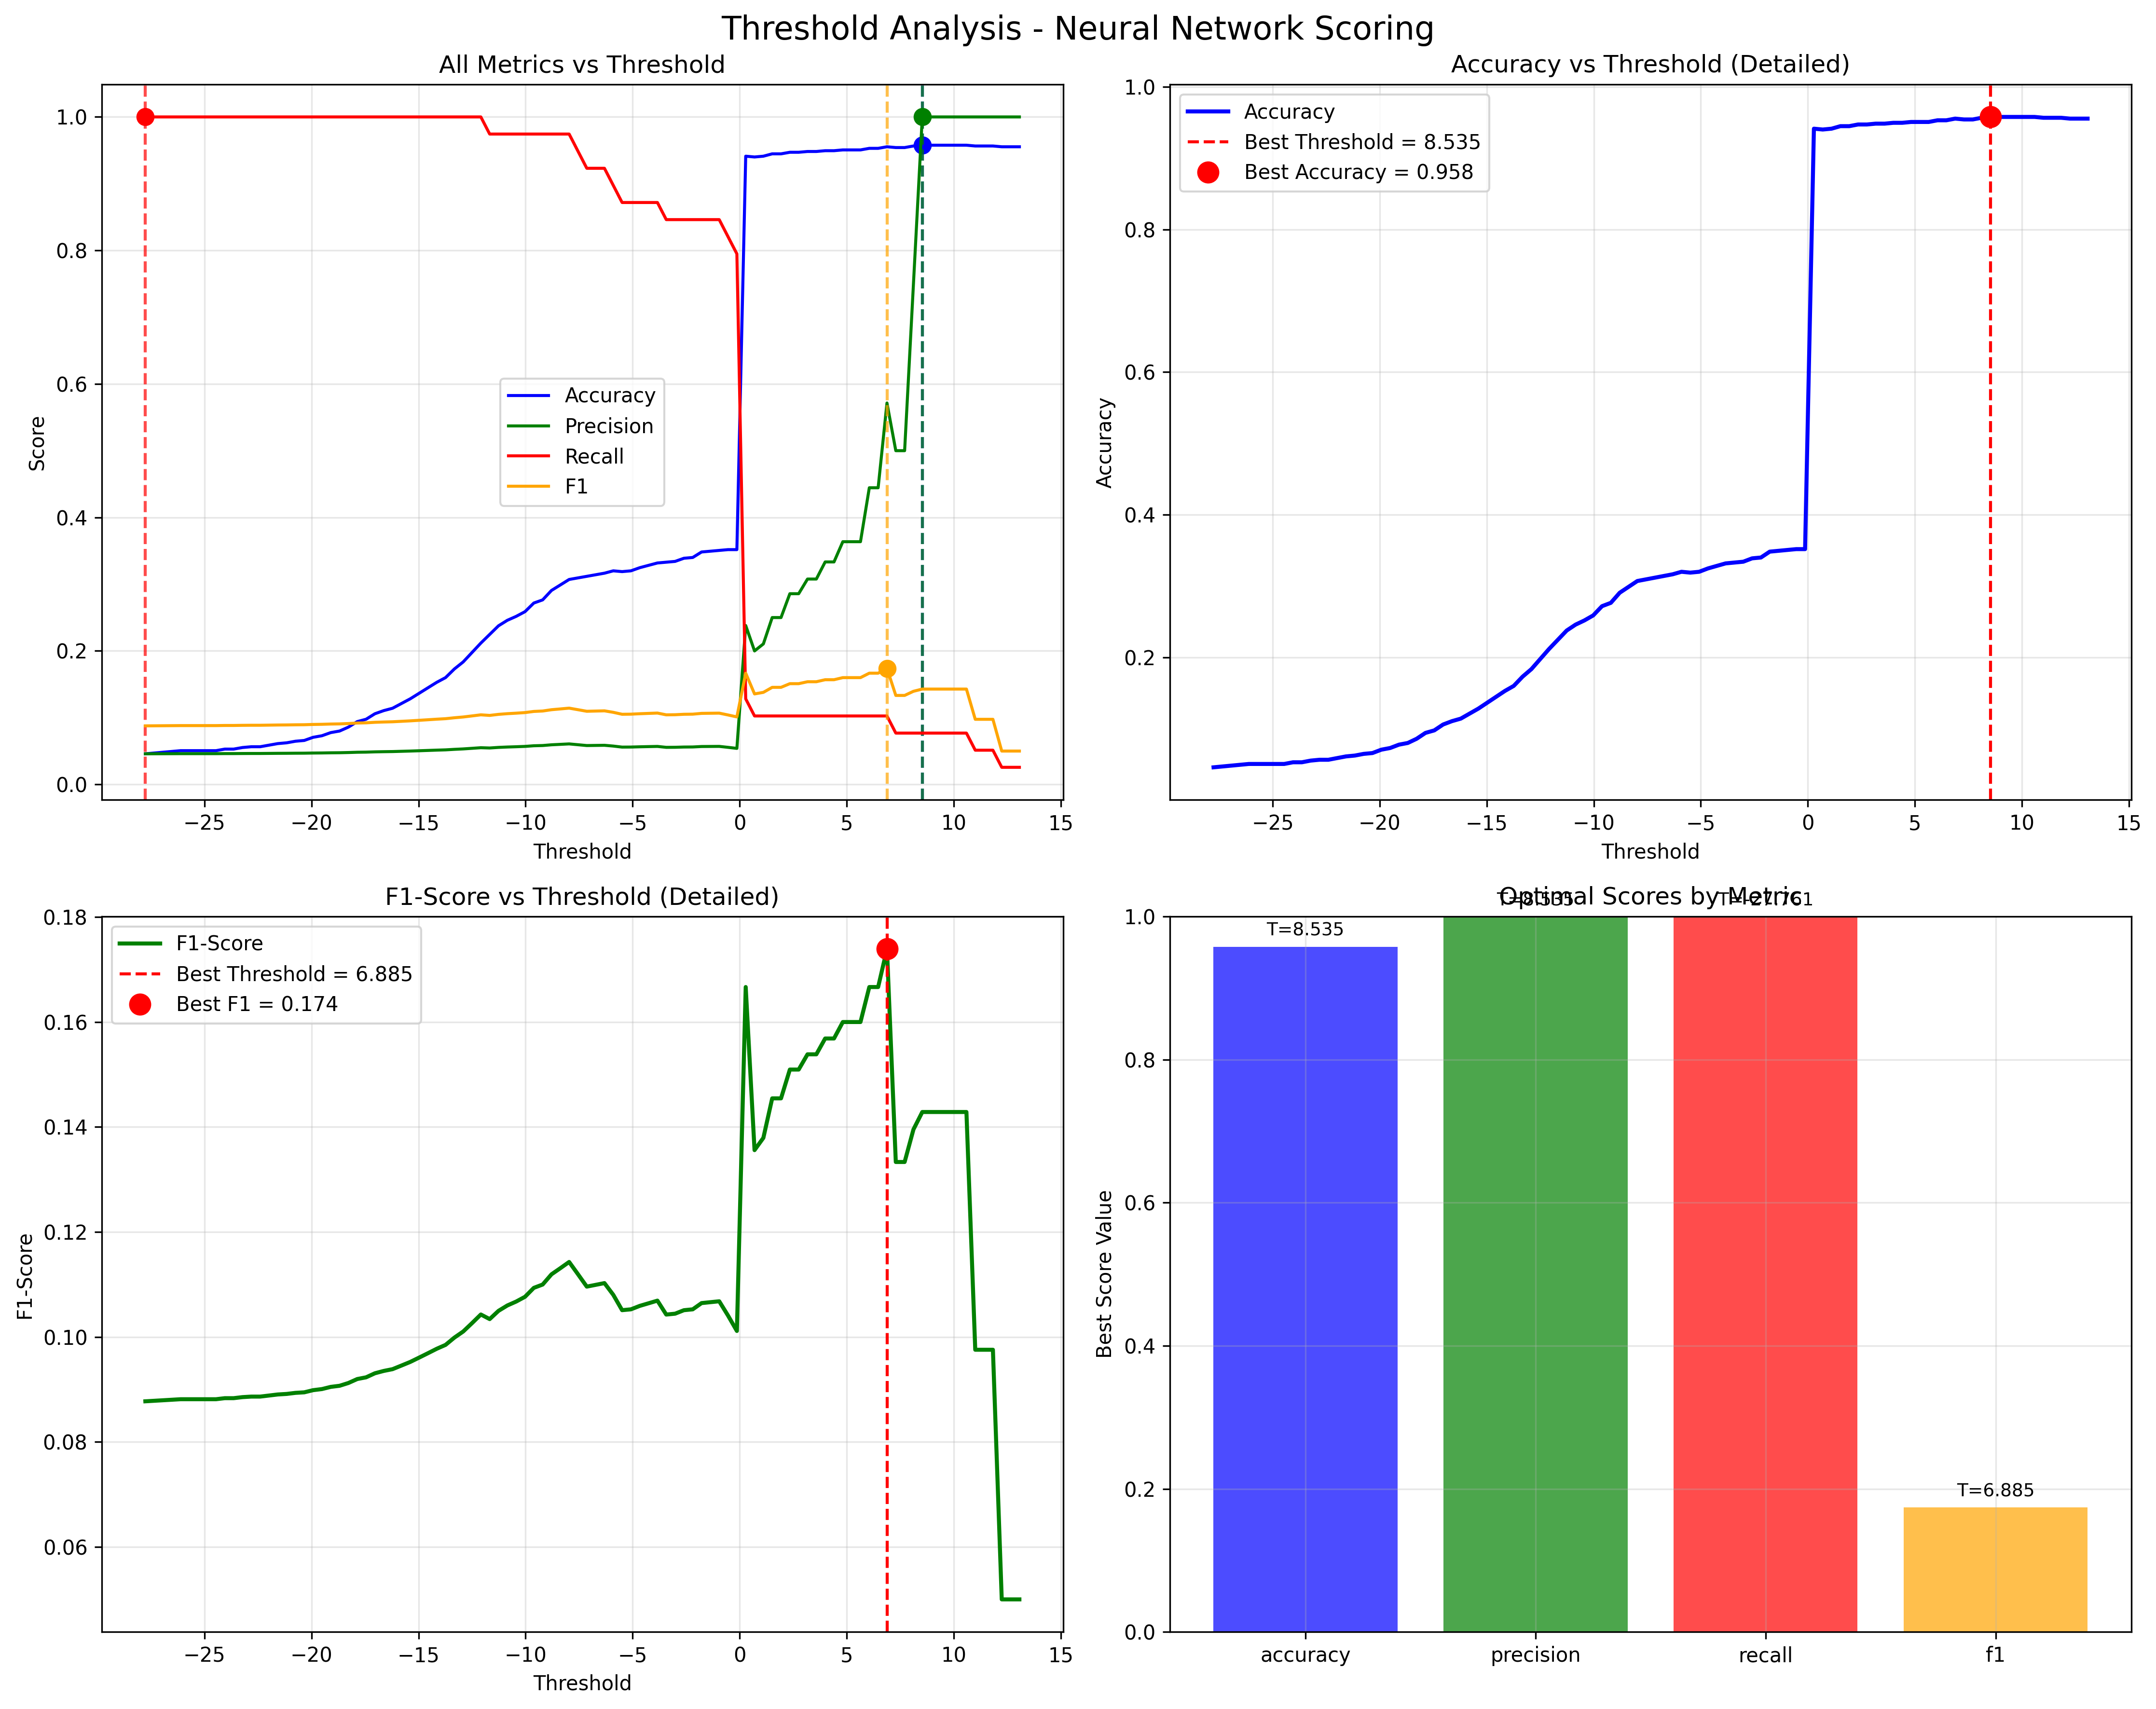 Threshold Analysis - Neural Network Scoring
All Metrics vs Threshold
Score
1.0
0.8
0.6
0.4
0.2
0.0
Accuracy
Precision
Recall
F1
−25 −20 −15 −10 −5 0 5 10 15
Threshold
Accuracy vs Threshold (Detailed)
Accuracy
1.0
0.8
0.6
0.4
0.2
Accuracy
Best Threshold = 8.535
Best Accuracy = 0.958
−25 −20 −15 −10 −5 0 5 10 15
Threshold
F1-Score vs Threshold (Detailed)
F1-Score
0.18
0.16
0.14
0.12
0.10
0.08
0.06
F1-Score
Best Threshold = 6.885
Best F1 = 0.174
−25 −20 −15 −10 −5 0 5 10 15
Threshold
Optimal Scores by Metric
Best Score Value
1.0
0.8
0.6
0.4
0.2
0.0
T=8.535
T=8.535
T=-27.761
T=6.885
accuracy precision recall f1